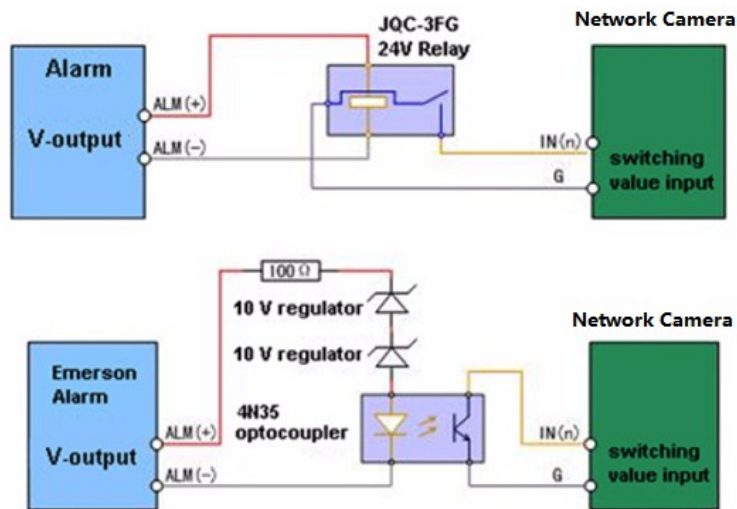 Network Camera
JQC-3FG
24V Relay
Alarm
V-output
ALM(+)
ALM(-)
IN(n)
G
switching
value input
100Ω
10 V regulator
10 V regulator
Network Camera
Emerson
Alarm
V-output
4N35
optocoupler
ALM(+)
ALM(-)
IN(n)
G
switching
value input